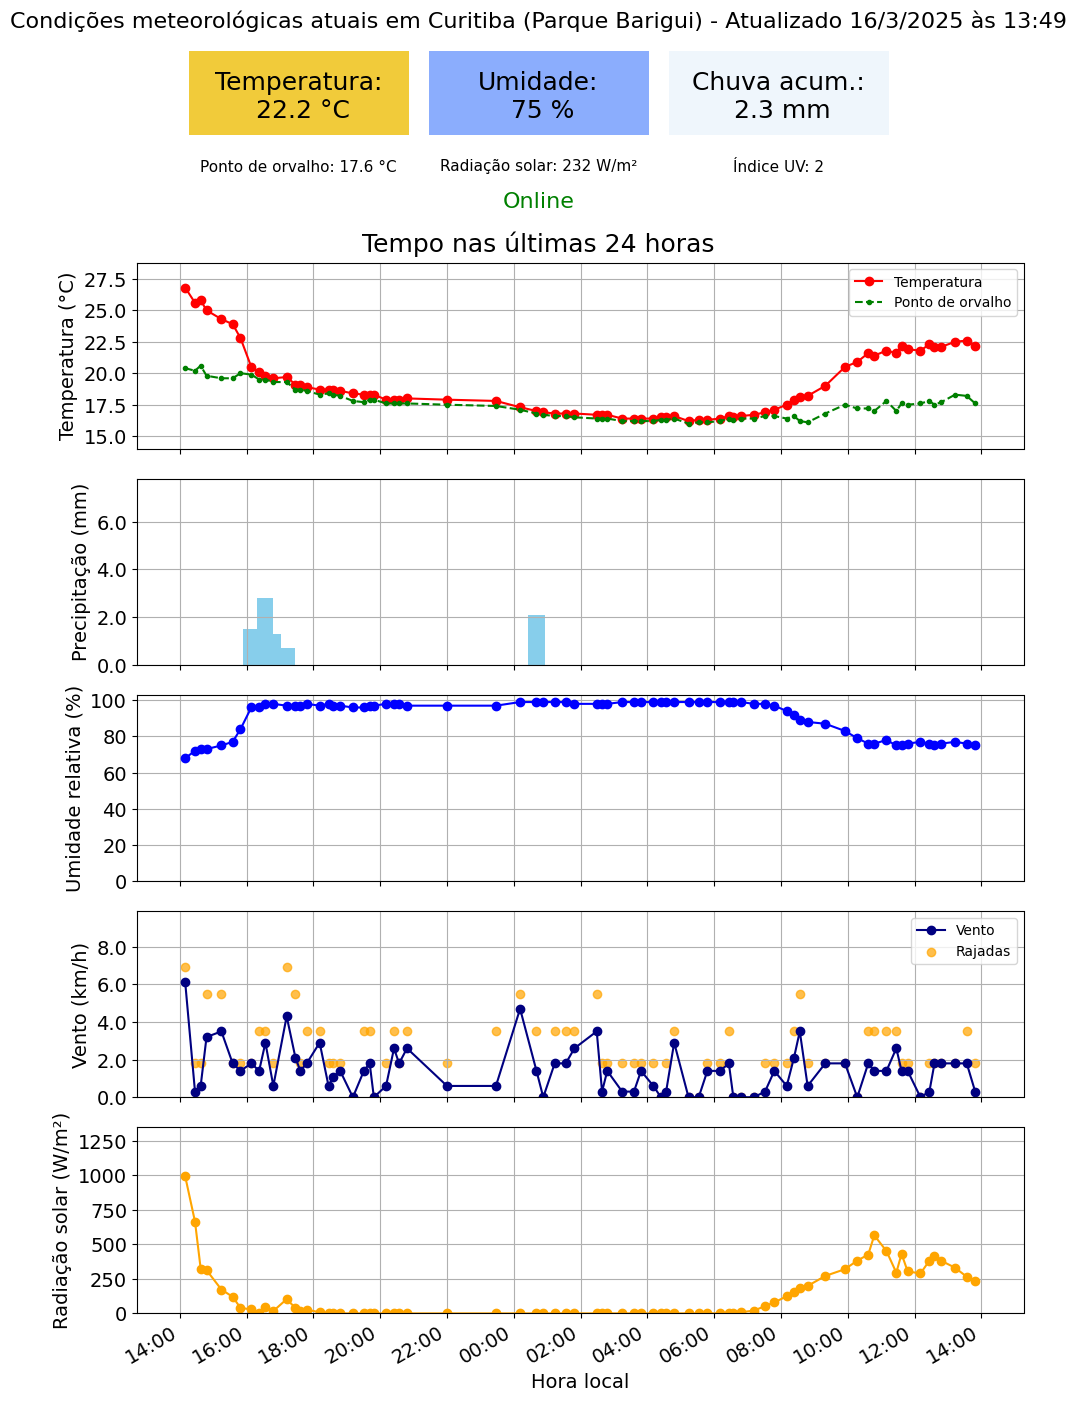 Condições meteorológicas atuais em Curitiba (Parque Barigui) - Atualizado 16/3/2025 às 13:49
Temperatura:
22.2 °C
Umidade:
75 %
Chuva acum.:
2.3 mm
Ponto de orvalho: 17.6 °C
Radiação solar: 232 W/m²
Índice UV: 2
Online
Tempo nas últimas 24 horas
Temperatura (°C)
27.5
25.0
22.5
20.0
17.5
15.0
Temperatura
Ponto de orvalho
Precipitação (mm)
6.0
4.0
2.0
0.0
Umidade relativa (%)
100
80
60
40
20
0
Vento (km/h)
8.0
6.0
4.0
2.0
0.0
Vento
Rajadas
Radiação solar (W/m²)
1250
1000
750
500
250
0
14:00
16:00
18:00
20:00
22:00
00:00
02:00
04:00
06:00
08:00
10:00
12:00
14:00
Hora local